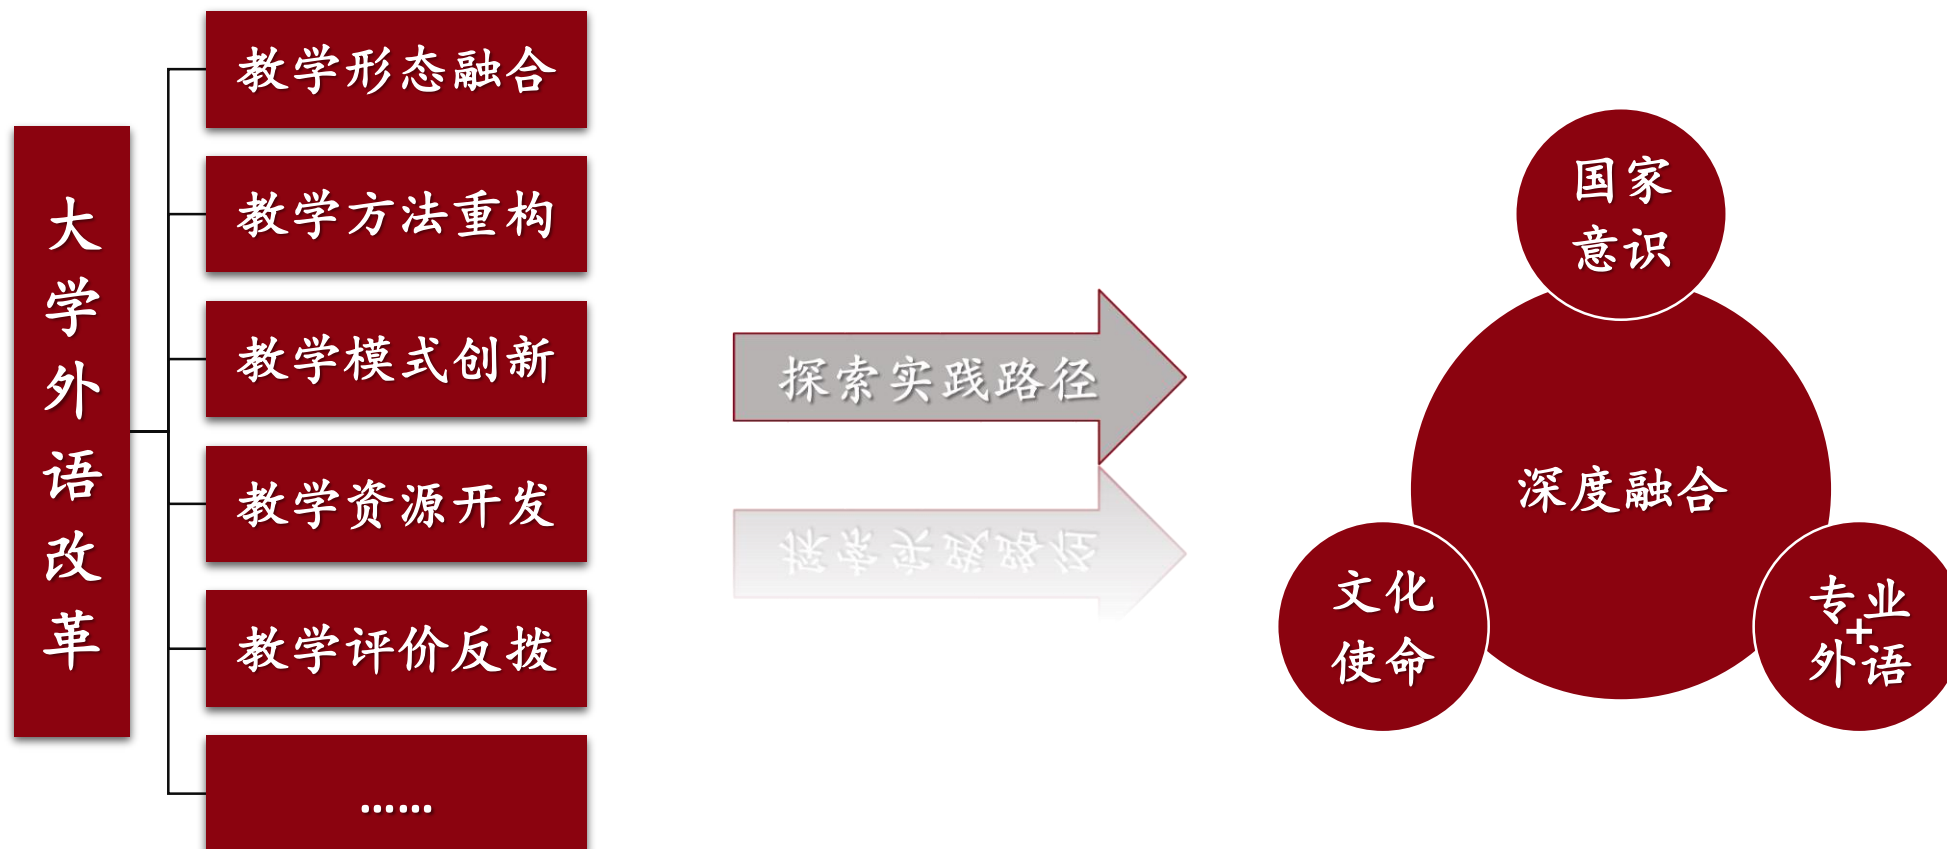 大学外语改革
教学形态融合
教学方法重构
教学模式创新
教学资源开发
教学评价反拨
……
探索实践路径
国家
意识
深度融合
文化
使命
专业
+
外语